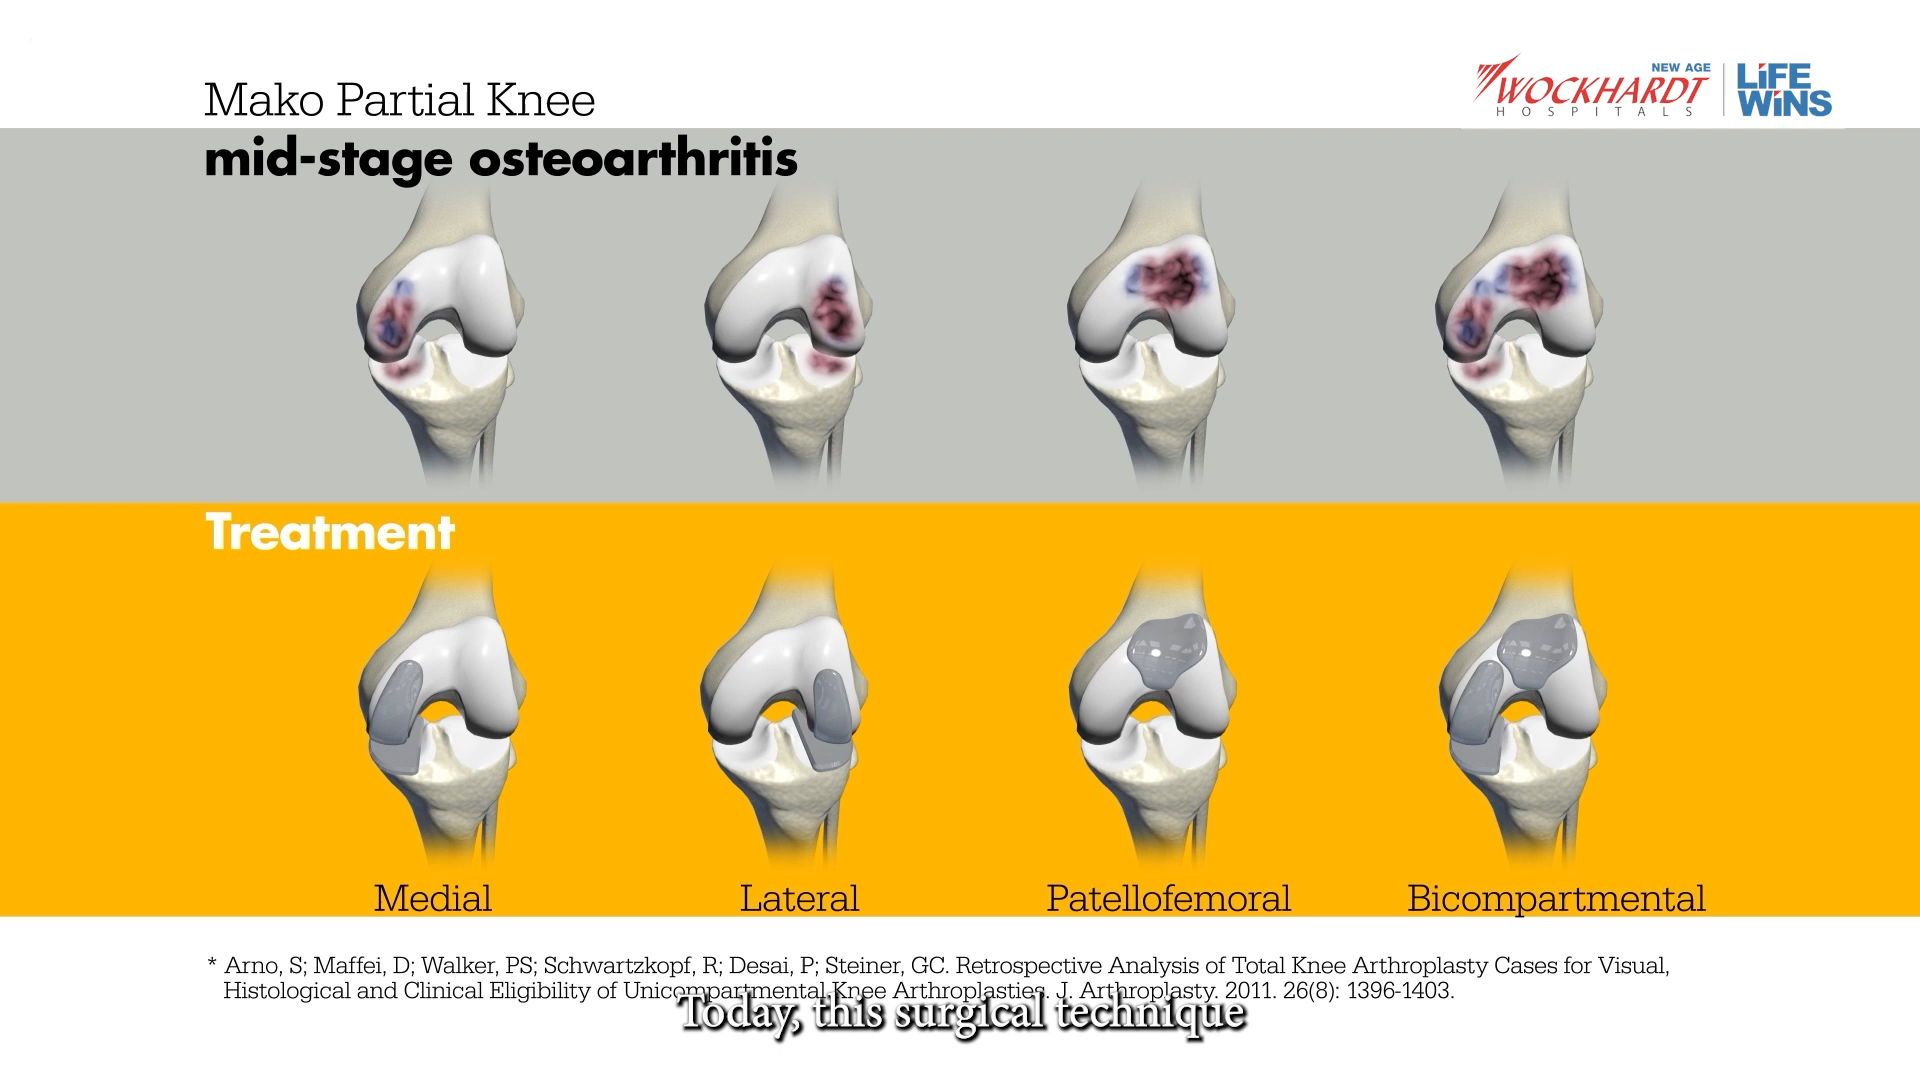 Mako Partial Knee
NEW AGE
WOCKHARDT
HOSPITALS
LiFE
WiNS
mid-stage osteoarthritis
Treatment
Medial
Lateral
Patellofemoral
Bicompartmental
* Arno, S; Maffei, D; Walker, PS; Schwartzkopf, R; Desai, P; Steiner, GC. Retrospective Analysis of Total Knee Arthroplasty Cases for Visual,
Histological and Clinical Eligibility of Unicompartmental Knee Arthroplasties. J. Arthroplasty. 2011. 26(8): 1396-1403.
Today, this surgical technique